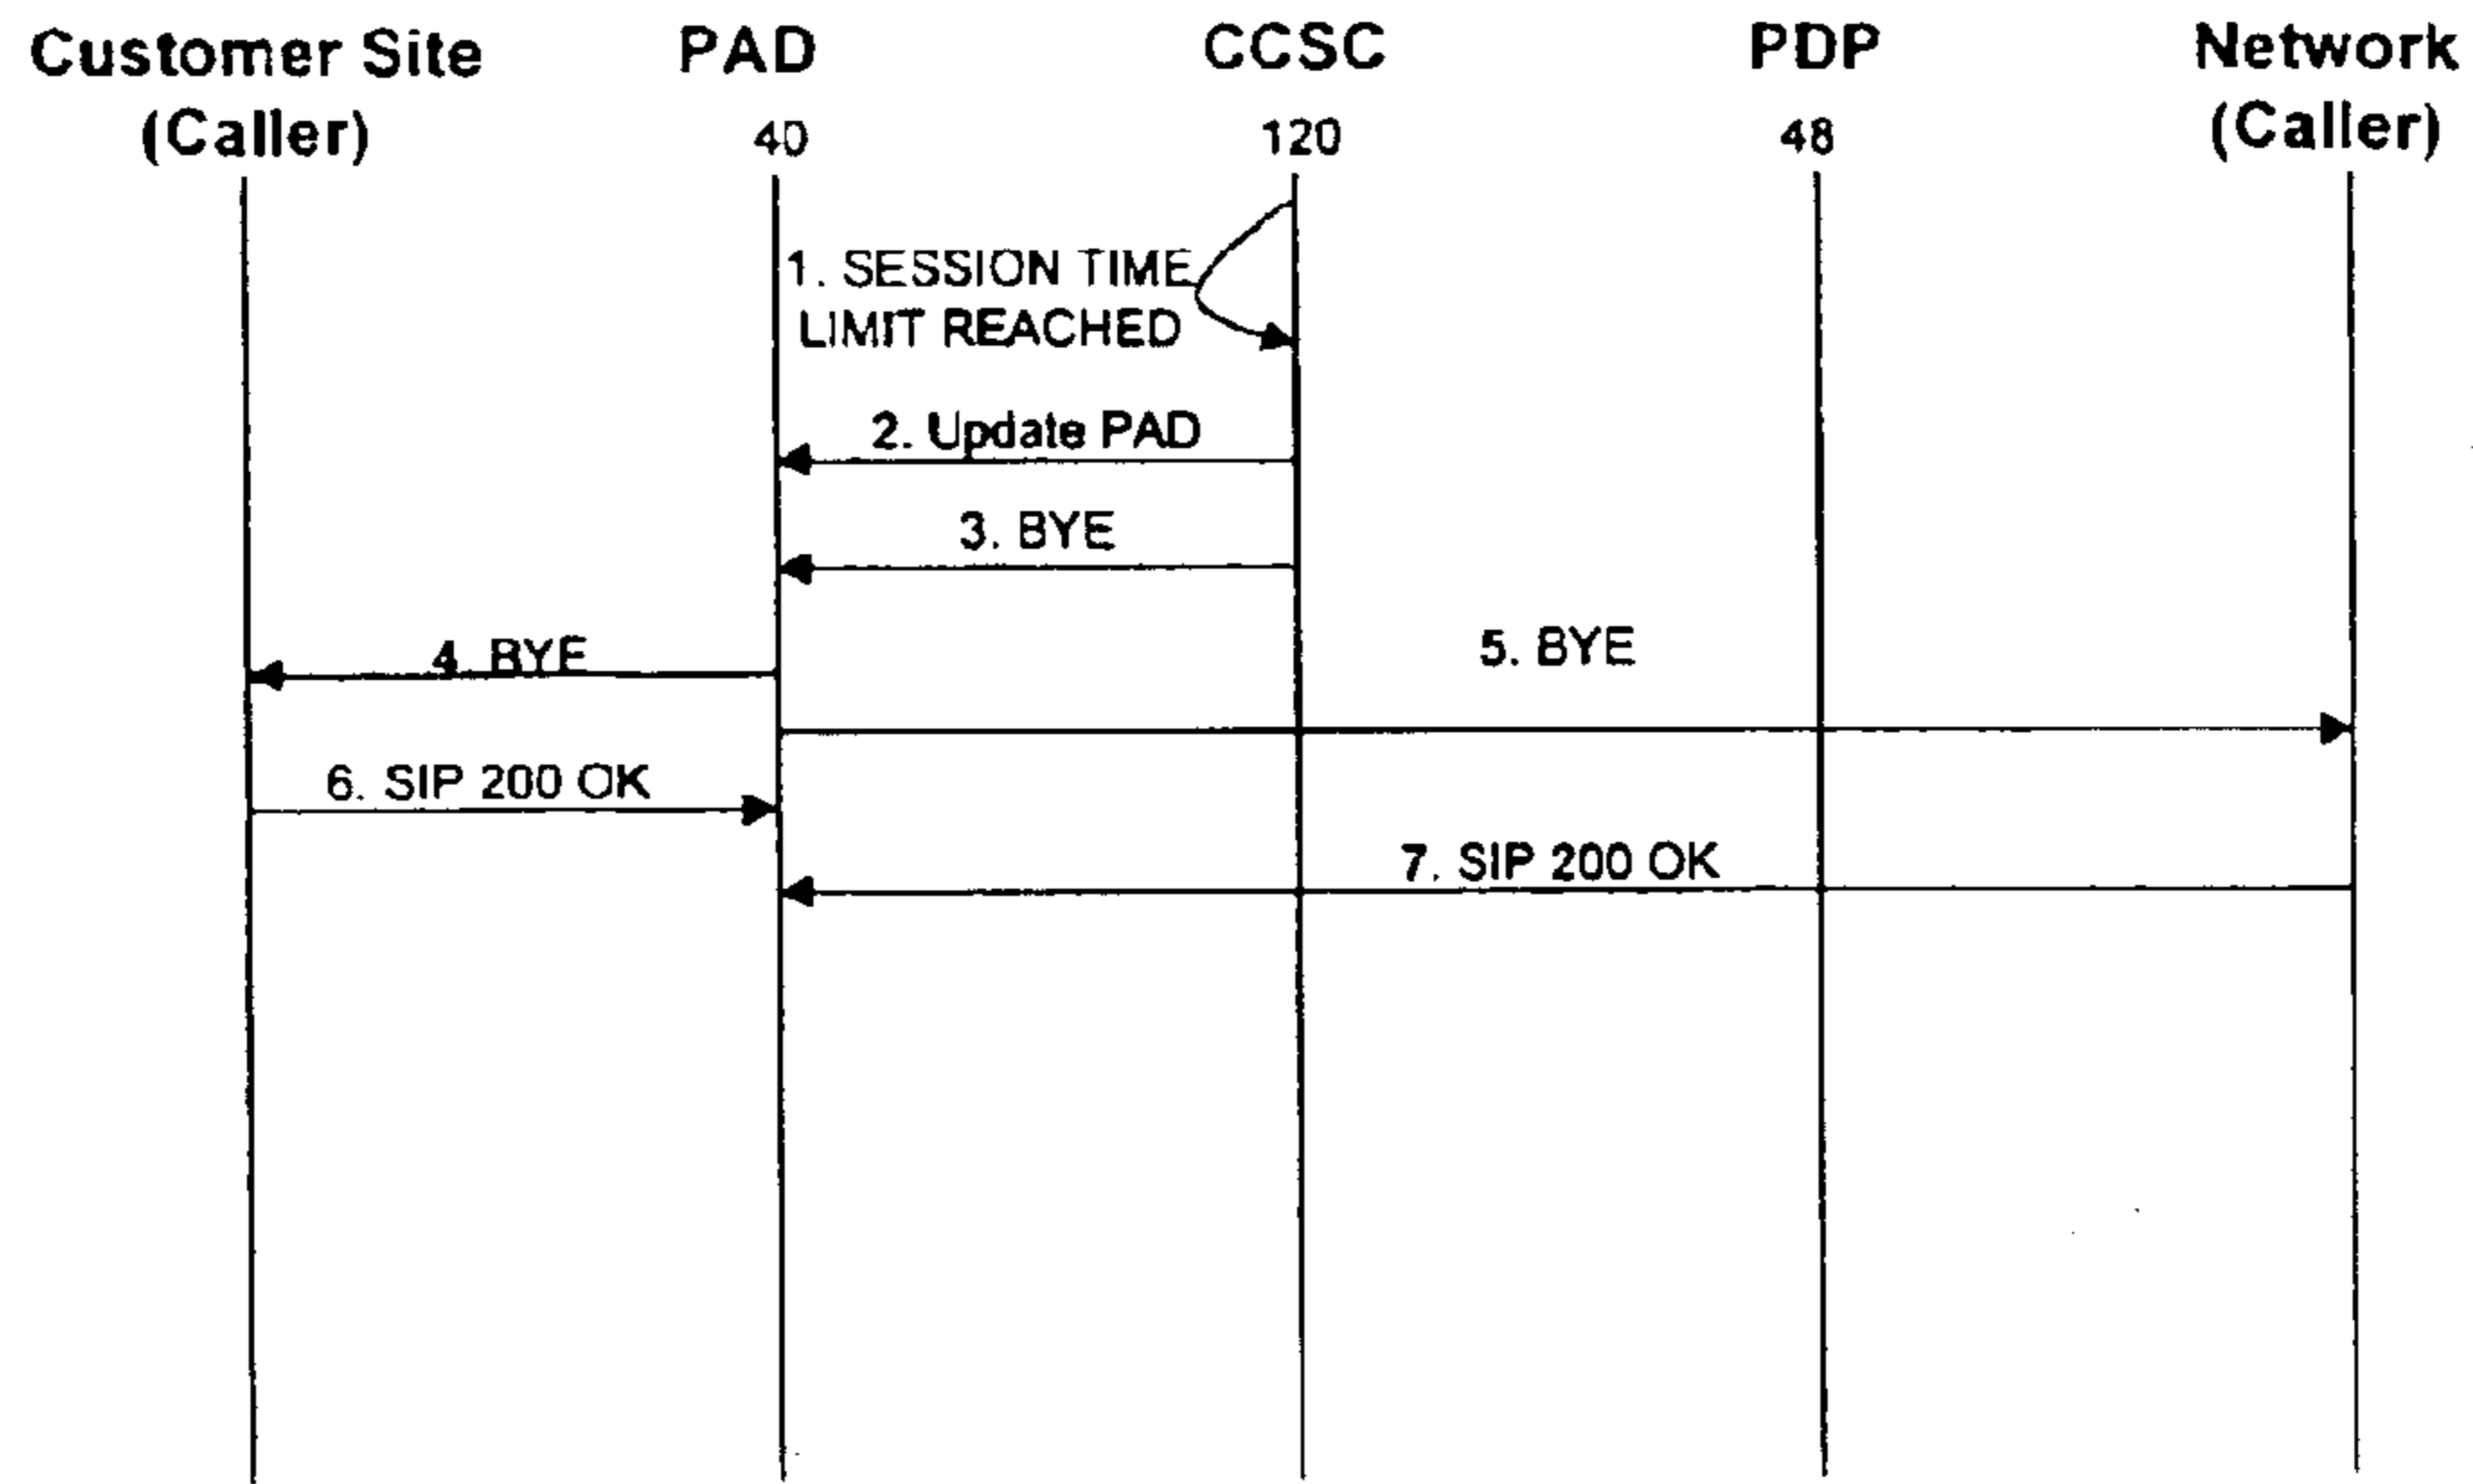 Customer Site
(Caller)
PAD
40
CCSC
120
PDP
48
Network
(Caller)
1. SESSION TIME
LIMIT REACHED
2. Update PAD
3. BYE
4. BYE
5. BYE
6. SIP 200 OK
7. SIP 200 OK